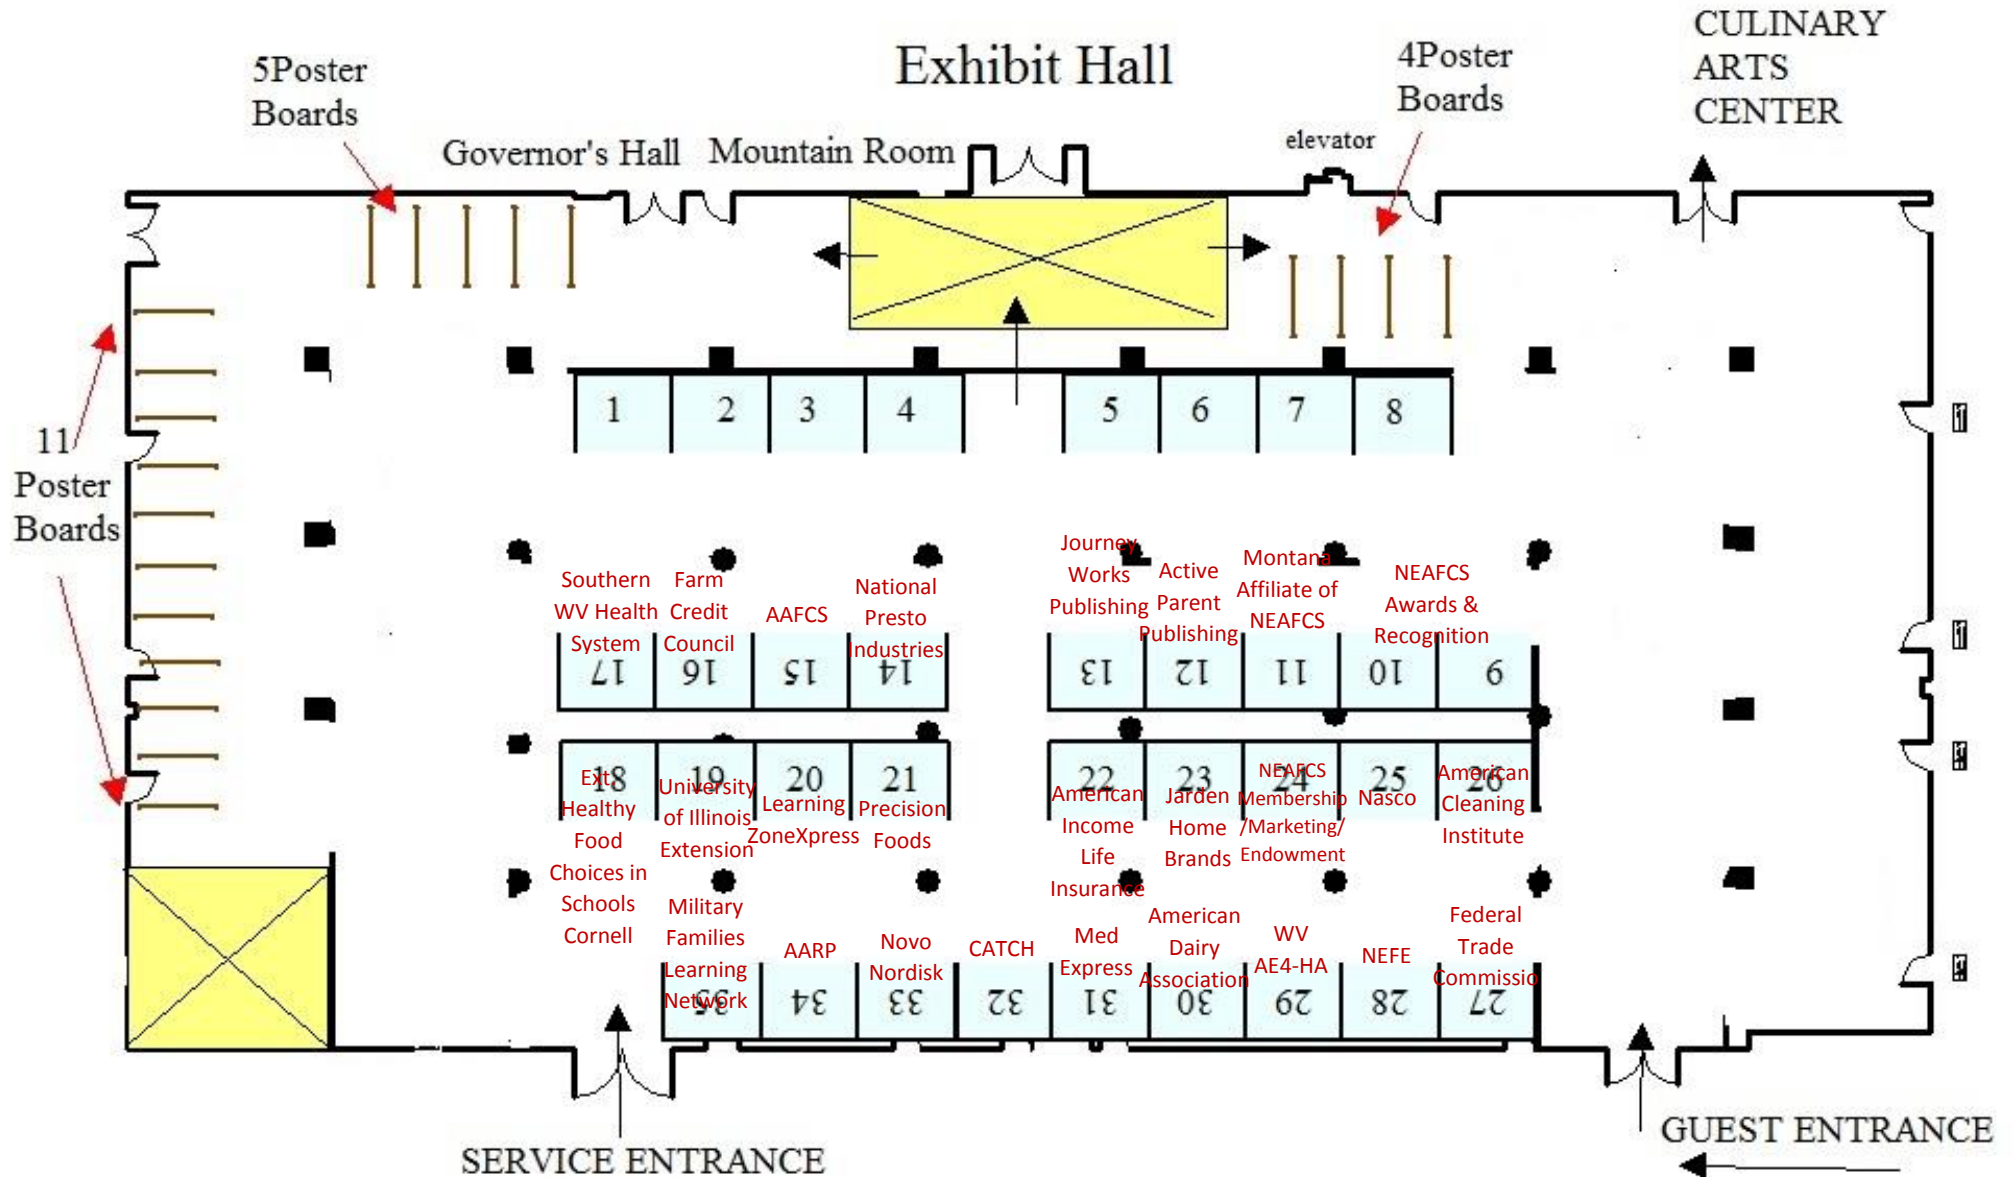 CULINARY
ARTS
CENTER
Exhibit Hall
5Poster
Boards
4Poster
Boards
Governor's Hall
Mountain Room
elevator
11
Poster
Boards
1
2
3
4
5
6
7
8
Southern
WV Health
System
Farm
Credit
Council
AAFCS
National
Presto
Industries
Journey
Works
Publishing
Active
Parent
Publishing
Montana
Affiliate of
NEAFCS
NEAFCS
Awards &
Recognition
17
16
15
14
13
12
11
10
9
18
19
20
21
22
23
24
25
26
Ext.
Healthy
Food
Choices in
Schools
Cornell
University
of Illinois
Extension
Learning
ZoneXpress
Precision
Foods
American
Income
Life
Insurance
Jarden
Home
Brands
NEAFCS
Membership
/Marketing/
Endowment
Nasco
American
Cleaning
Institute
Military
Families
Learning
Network
AARP
Novo
Nordisk
CATCH
Med
Express
American
Dairy
Association
WV
AE4-HA
NEFE
Federal
Trade
Commissio
35
34
33
32
31
30
29
28
27
SERVICE ENTRANCE
GUEST ENTRANCE